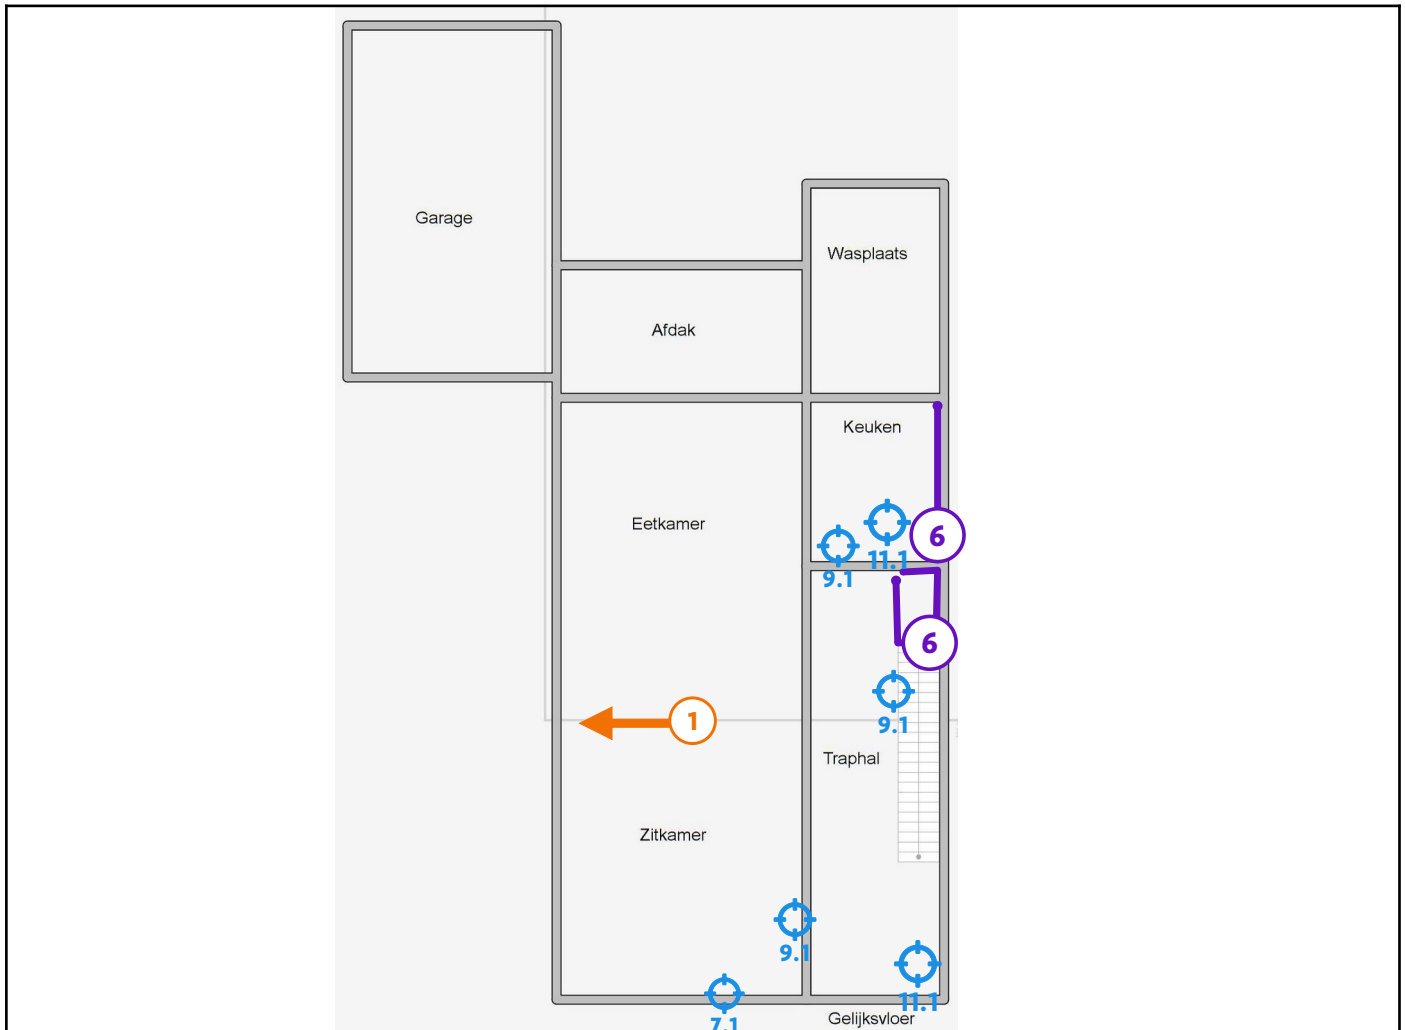 Garage
Wasplaats
Afdak
Keuken
Eetkamer
6
11.1
9.1
6
9.1
1
Traphal
Zitkamer
9.1
11.1
7.1
Gelijksvloer